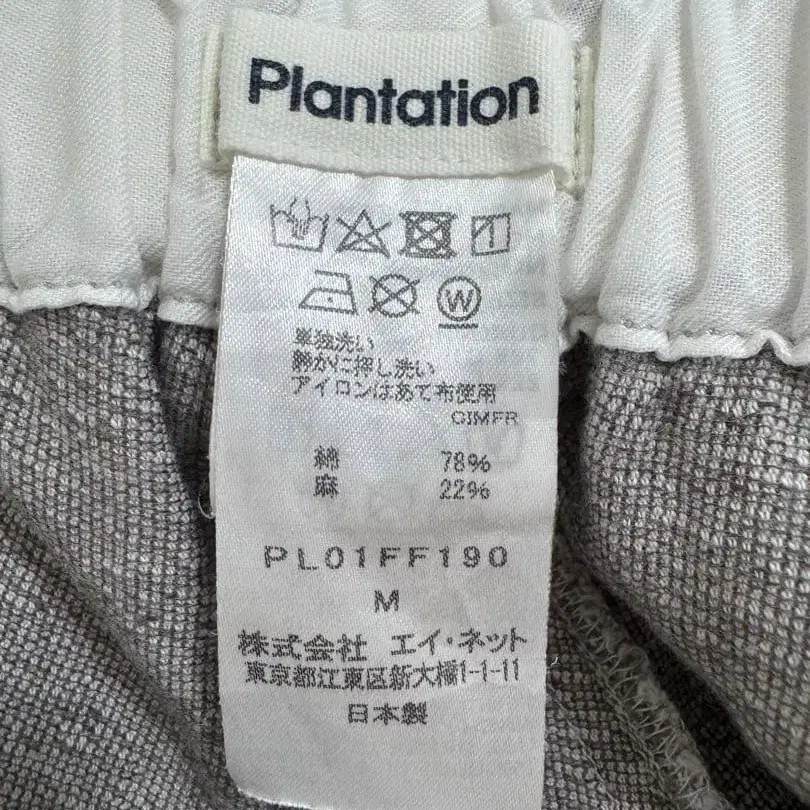 Plantation
W
単独洗い
静かに押し洗い
アイロンはあて布使用
CIMFR
綿 78%
麻 22%
PL01FF190
M
株式会社 エイ・ネット
東京都江東区新大橋1-1-11
日本製